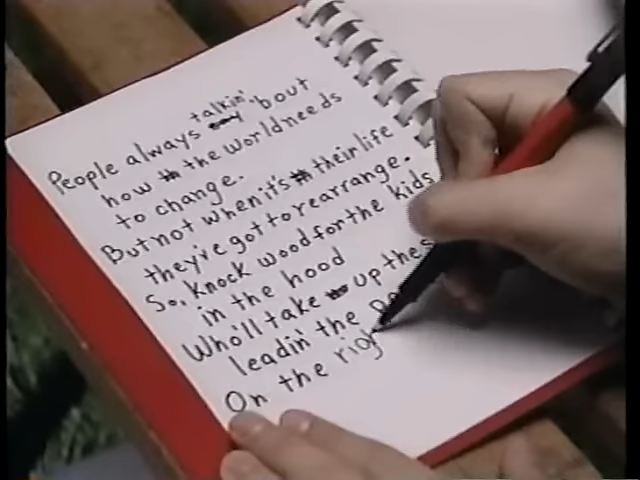 People always talkin' 'bout
how the world needs
to change.
But not when it's their life
they've got to rearrange.
So, knock wood for the kids
in the hood
Who'll take up
leadin' the
On the